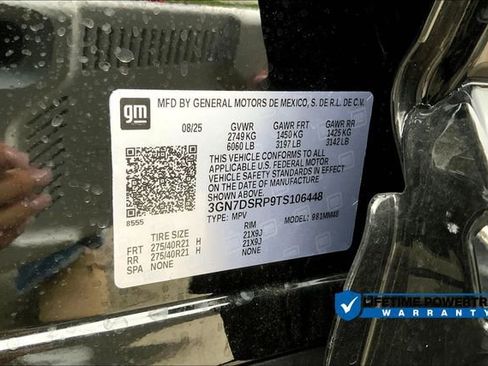 gm
MFD BY GENERAL MOTORS DE MEXICO, S. DE R.L. DE C.V.
08/25 GVWR GAWR FRT GAWR RR
2749 KG 1450 KG 1425 KG
6060 LB 3197 LB 3142 LB
THIS VEHICLE CONFORMS TO ALL
APPLICABLE U.S. FEDERAL MOTOR
VEHICLE SAFETY STANDARDS IN EFFECT
ON THE DATE OF MANUFACTURE
3GN7DSRP9TS106448
8555
TYPE: MPV MODEL: 981MM48
TIRE SIZE RIM
FRT 275/40R21 H 21X9J
RR 275/40R21 H 21X9J
SPA NONE NONE
LIFETIME POWERTR
WARRANTY